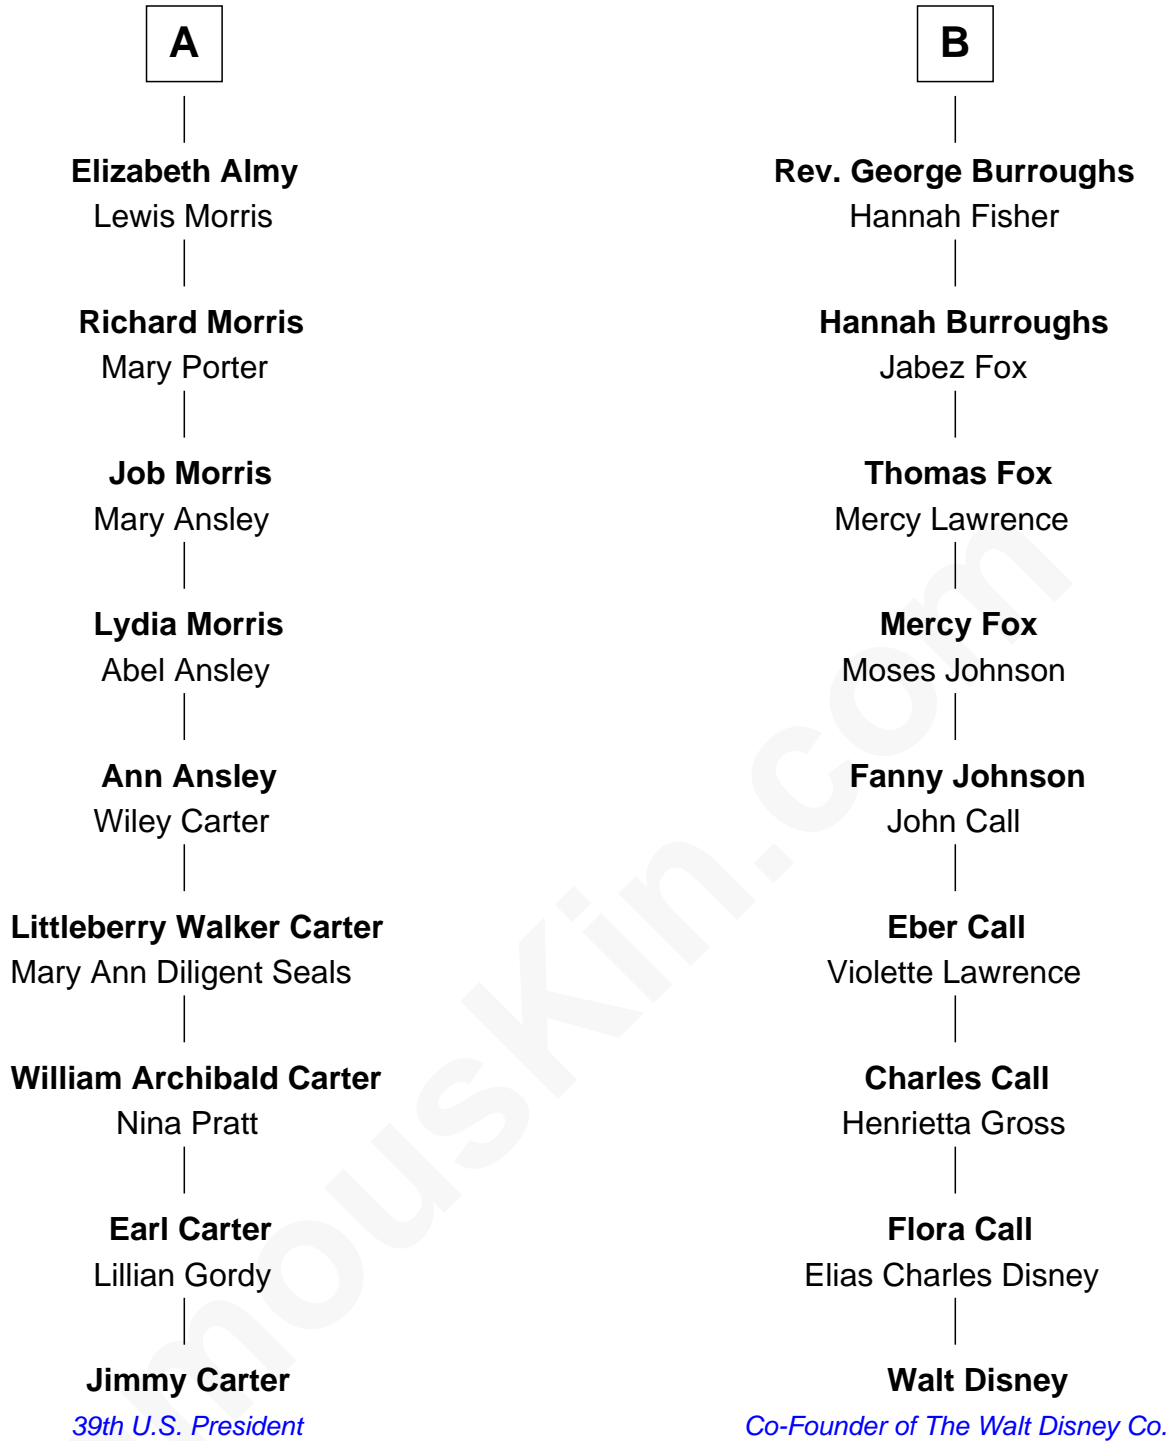 A
Elizabeth Almy
Lewis Morris
Richard Morris
Mary Porter
Job Morris
Mary Ansley
Lydia Morris
Abel Ansley
Ann Ansley
Wiley Carter
Littleberry Walker Carter
Mary Ann Diligent Seals
William Archibald Carter
Nina Pratt
Earl Carter
Lillian Gordy
Jimmy Carter
39th U.S. President
B
Rev. George Burroughs
Hannah Fisher
Hannah Burroughs
Jabez Fox
Thomas Fox
Mercy Lawrence
Mercy Fox
Moses Johnson
Fanny Johnson
John Call
Eber Call
Violette Lawrence
Charles Call
Henrietta Gross
Flora Call
Elias Charles Disney
Walt Disney
Co-Founder of The Walt Disney Co.
mousKin.com